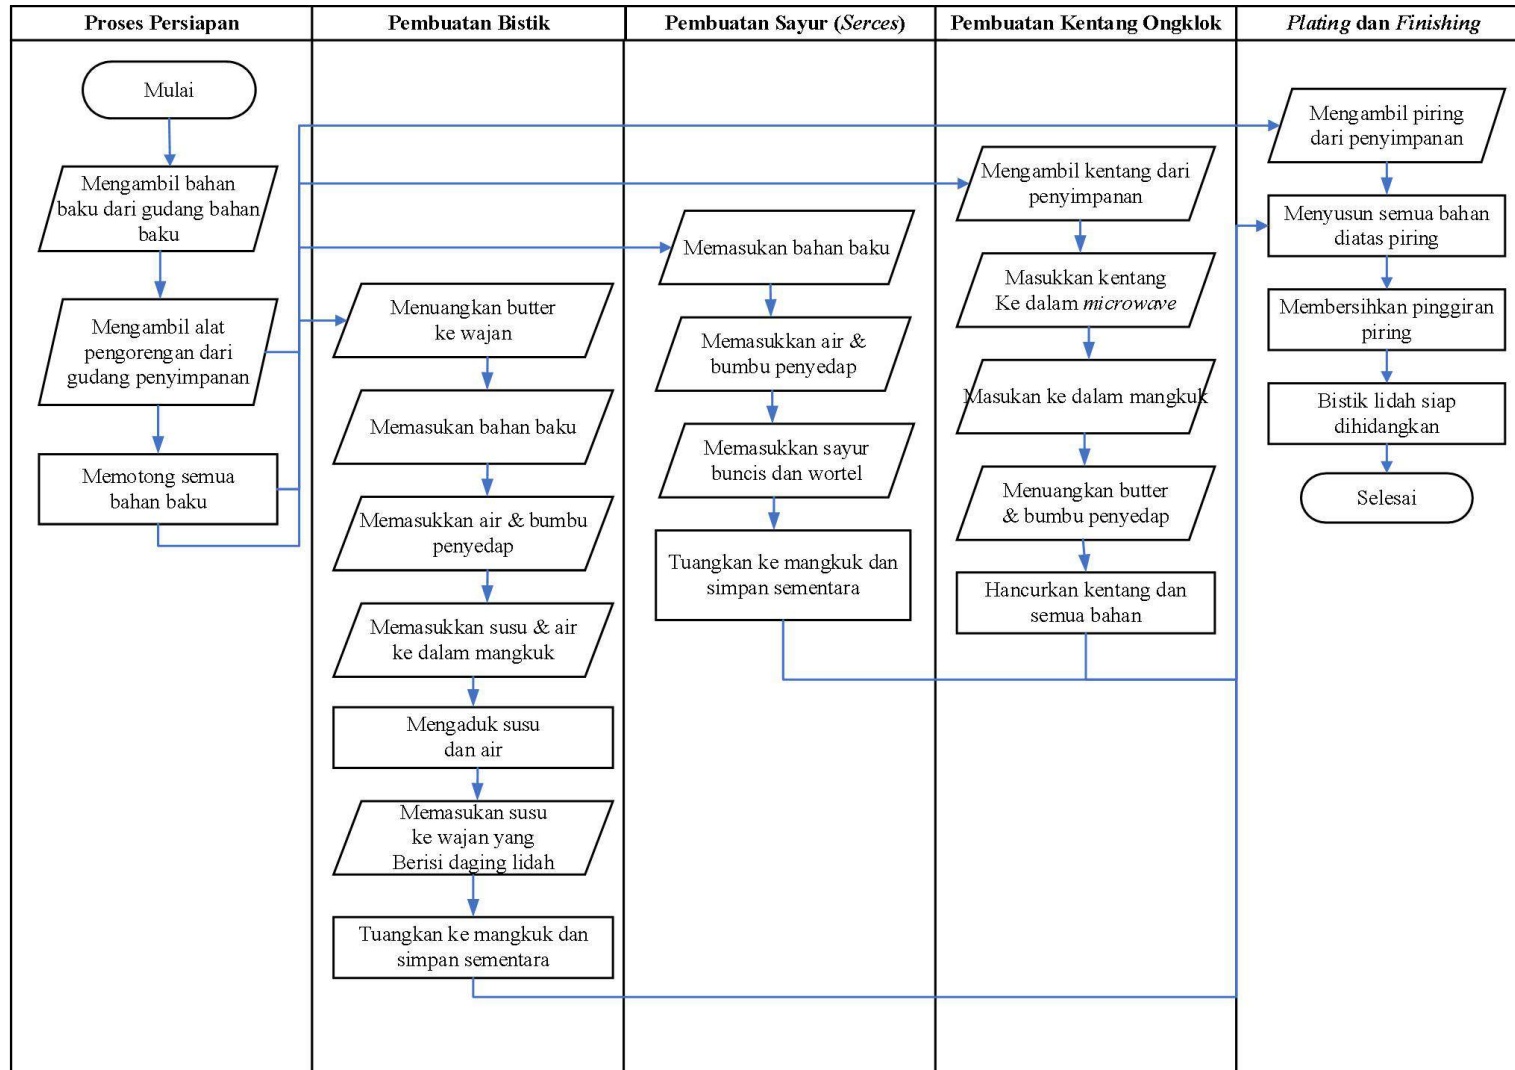 Proses Persiapan
Mulai
Mengambil bahan
baku dari gudang bahan
baku
Mengambil alat
pengorengan dari
gudang penyimpanan
Memotong semua
bahan baku
Pembuatan Bistik
Menuangkan butter
ke wajan
Memasukan bahan baku
Memasukkan air & bumbu
penyedap
Memasukkan susu & air
ke dalam mangkuk
Mengaduk susu
dan air
Memasukan susu
ke wajan yang
Berisi daging lidah
Tuangkan ke mangkuk dan
simpan sementara
Pembuatan Sayur (Serces)
Memasukan bahan baku
Memasukkan air &
bumbu penyedap
Memasukkan sayur
buncis dan wortel
Tuangkan ke mangkuk dan
simpan sementara
Pembuatan Kentang Ongklok
Mengambil kentang dari
penyimpanan
Masukkan kentang
Ke dalam microwave
Masukan ke dalam mangkuk
Menuangkan butter
& bumbu penyedap
Hancurkan kentang dan
semua bahan
Plating dan Finishing
Mengambil piring
dari penyimpanan
Menyusun semua bahan
diatas piring
Membersihkan pinggiran
piring
Bistik lidah siap
dihidangkan
Selesai